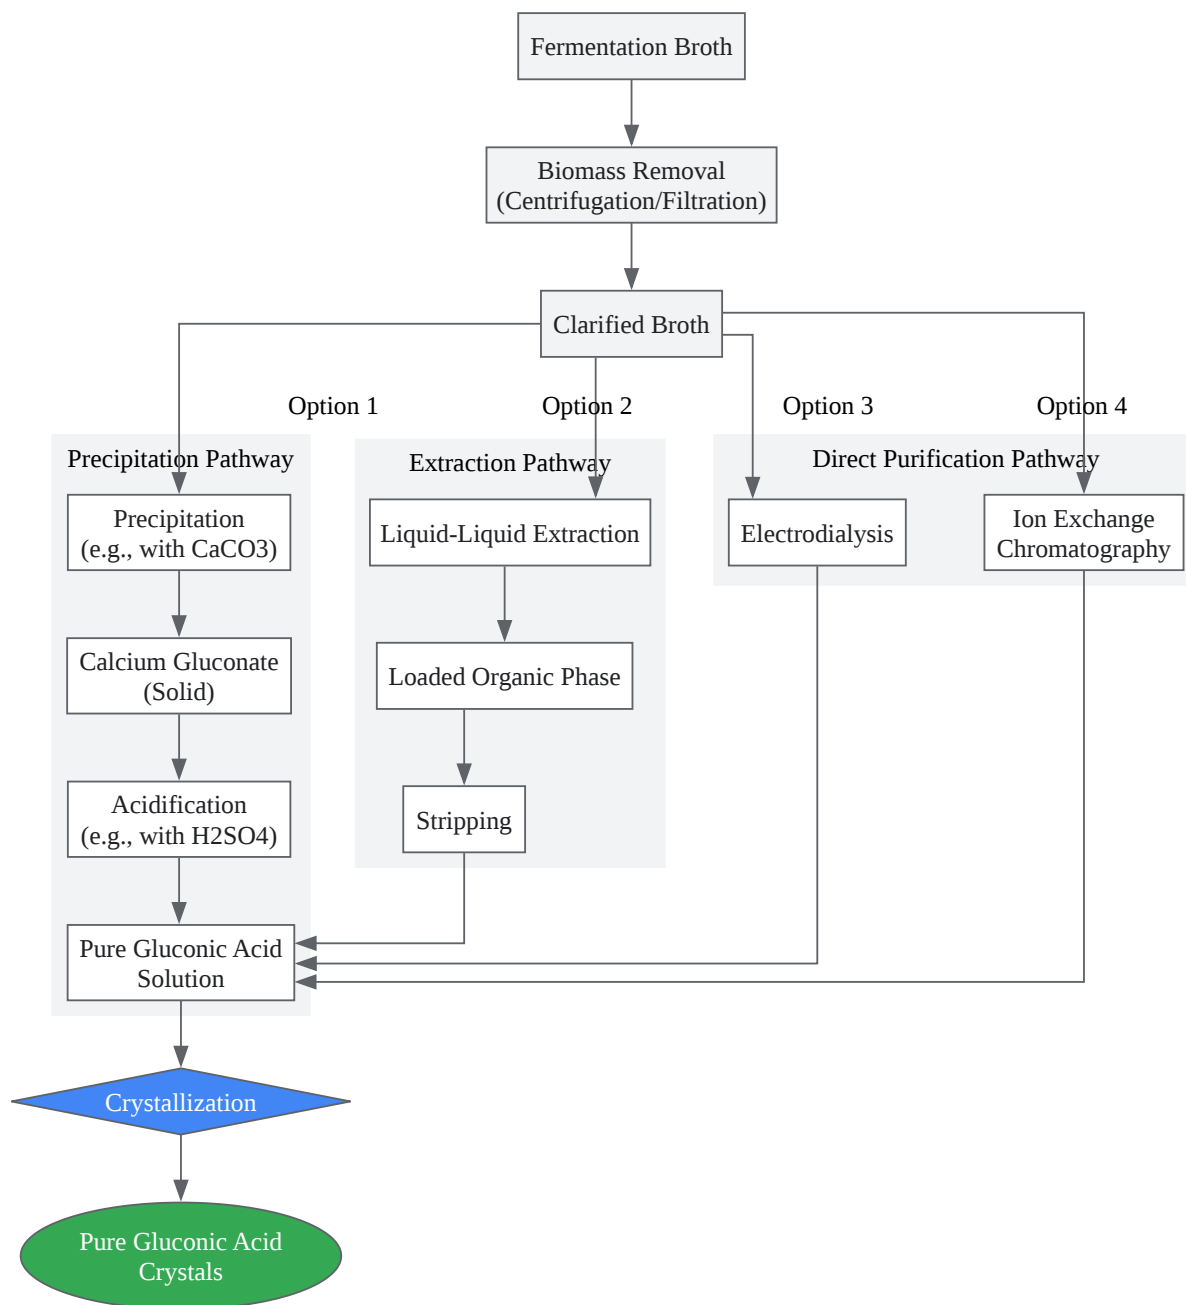 Fermentation Broth
Biomass Removal
(Centrifugation/Filtration)
Clarified Broth
Option 1
Option 2
Option 3
Option 4
Precipitation Pathway
Precipitation
(e.g., with CaCO3)
Calcium Gluconate
(Solid)
Acidification
(e.g., with H2SO4)
Pure Gluconic Acid
Solution
Extraction Pathway
Liquid-Liquid Extraction
Loaded Organic Phase
Stripping
Direct Purification Pathway
Electrodialysis
Ion Exchange
Chromatography
Crystallization
Pure Gluconic Acid
Crystals